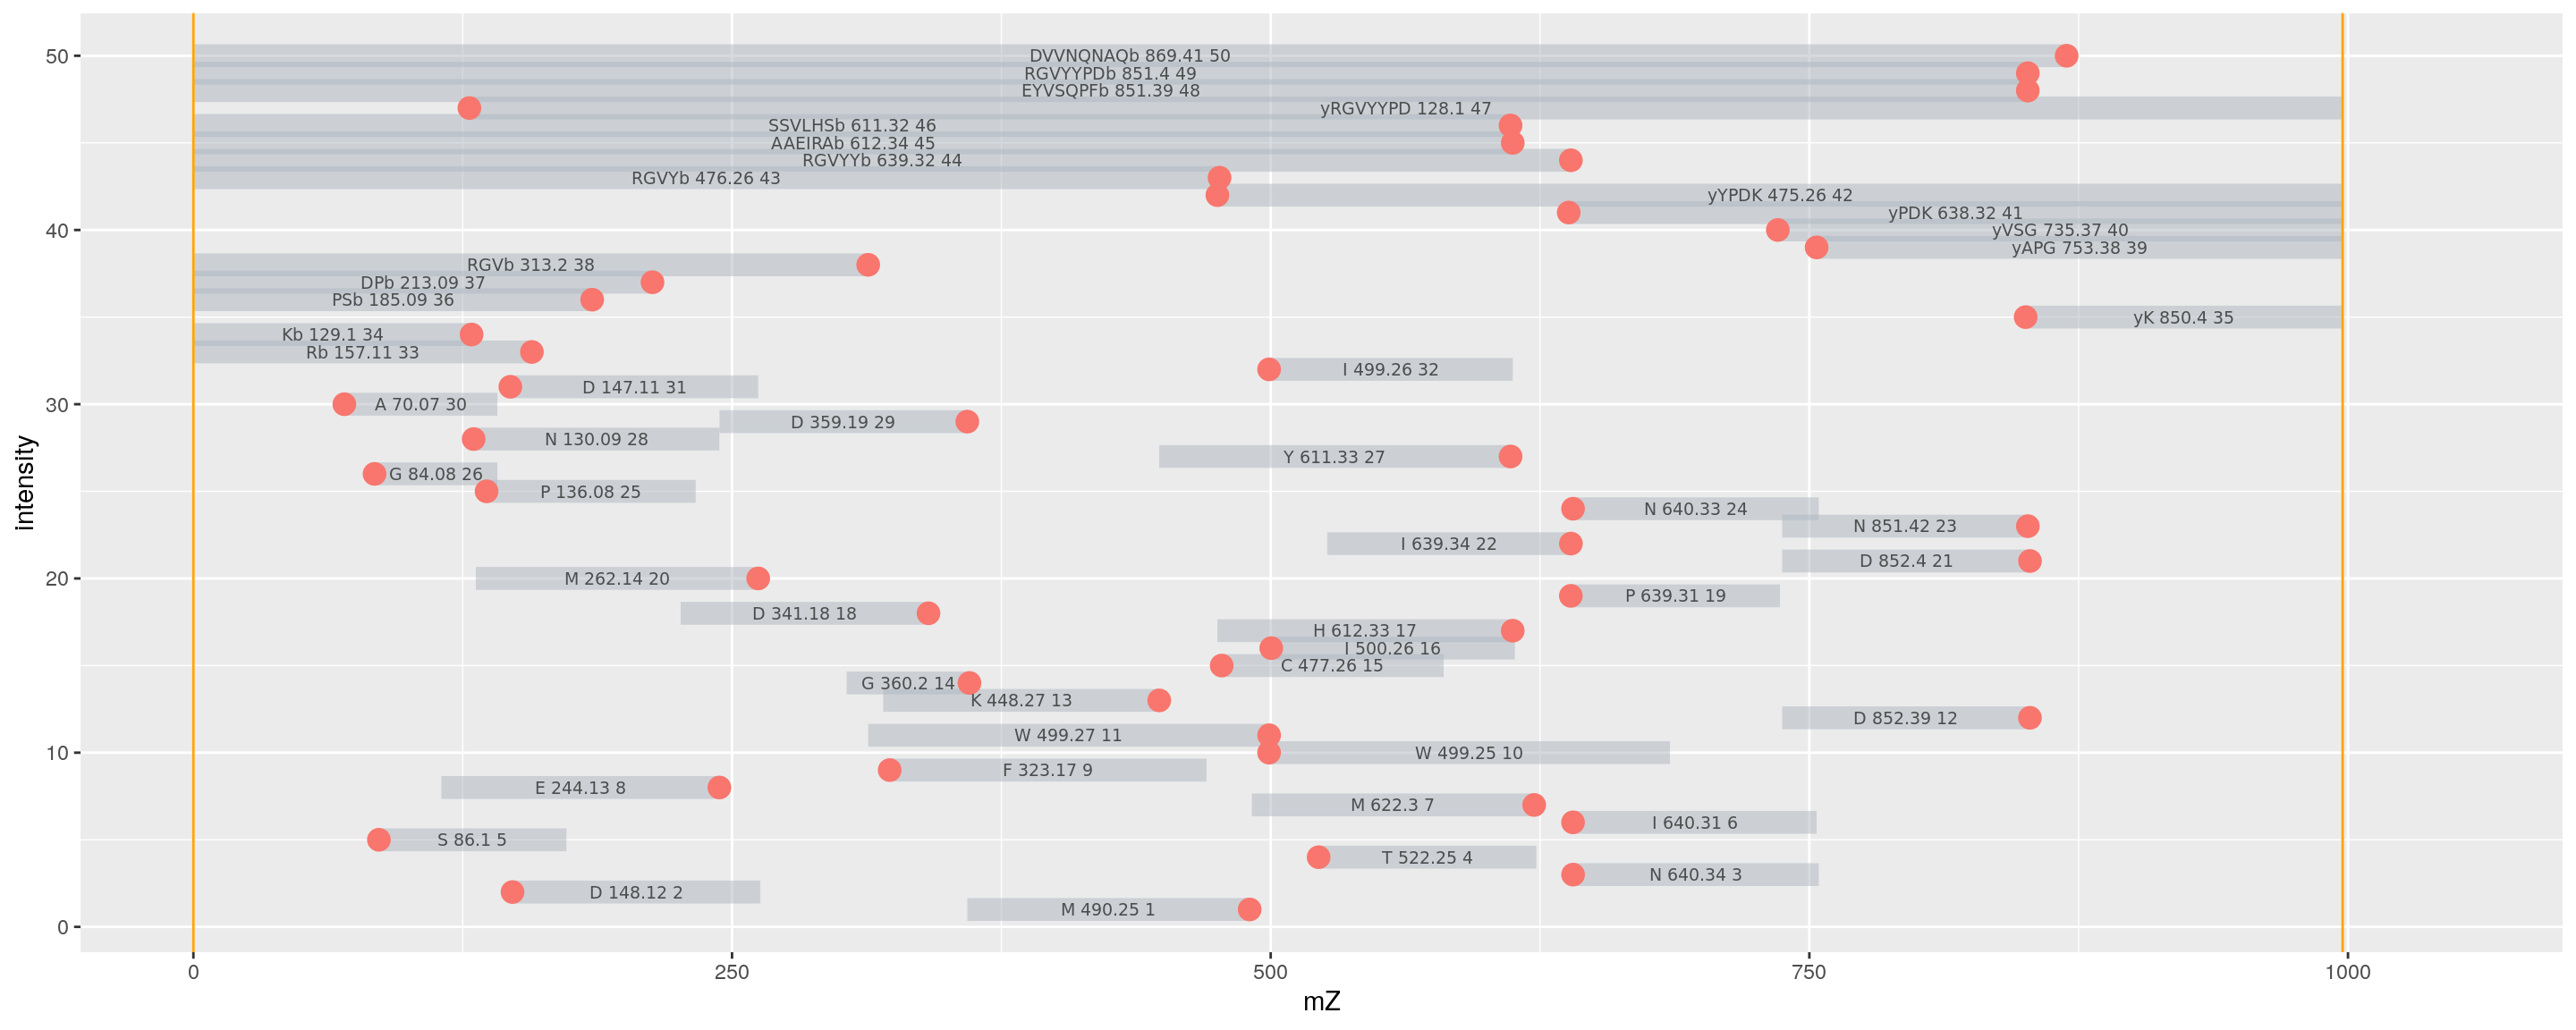 50
DVVNQNAQb 869.41 50
RGVYYPDb 851.4 49
EYVSQPFb 851.39 48
yRGVYYPD 128.1 47
SSVLHSb 611.32 46
AAEIRAb 612.34 45
RGVYYb 639.32 44
RGVYb 476.26 43
yYPDK 475.26 42
yPDK 638.32 41
40
yVSG 735.37 40
yAPG 753.38 39
RGVb 313.2 38
DPb 213.09 37
PSb 185.09 36
yK 850.4 35
Kb 129.1 34
Rb 157.11 33
I 499.26 32
D 147.11 31
30
A 70.07 30
D 359.19 29
N 130.09 28
Y 611.33 27
G 84.08 26
P 136.08 25
N 640.33 24
N 851.42 23
I 639.34 22
D 852.4 21
20
M 262.14 20
P 639.31 19
D 341.18 18
H 612.33 17
I 500.26 16
C 477.26 15
G 360.2 14
K 448.27 13
D 852.39 12
W 499.27 11
10
W 499.25 10
F 323.17 9
E 244.13 8
M 622.3 7
I 640.31 6
S 86.1 5
T 522.25 4
N 640.34 3
D 148.12 2
M 490.25 1
0
intensity
0 250 500 750 1000
mZ